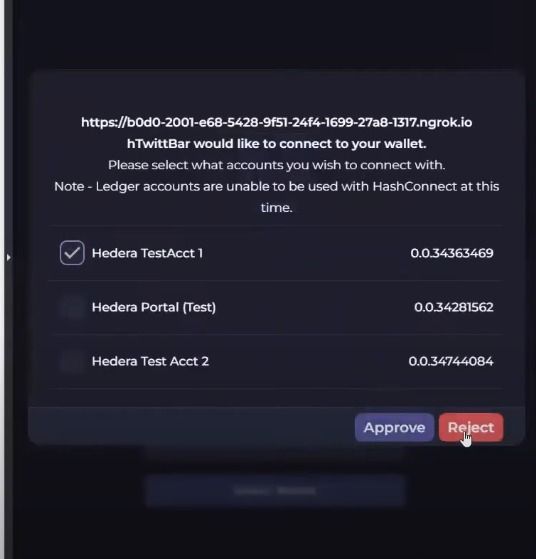 https://b0d0-2001-e68-5428-9f51-24f4-1699-27a8-1317.ngrok.io
hTwittBar would like to connect to your wallet.
Please select what accounts you wish to connect with.
Note - Ledger accounts are unable to be used with HashConnect at this
time.
Hedera TestAcct 1 0.0.34363469
Hedera Portal (Test) 0.0.34281562
Hedera Test Acct 2 0.0.34744084
Approve Reject